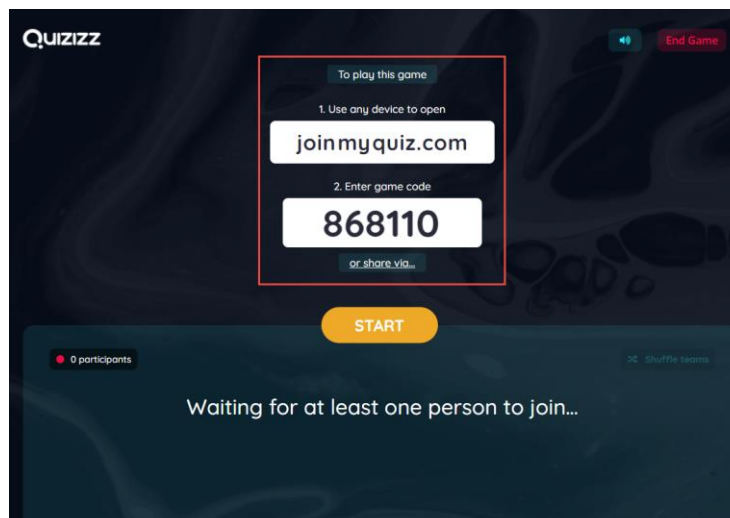 Quizizz
End Game
To play this game
1. Use any device to open
joinmyquiz.com
2. Enter game code
868110
or share via...
START
0 participants
Shuffle teams
Waiting for at least one person to join...